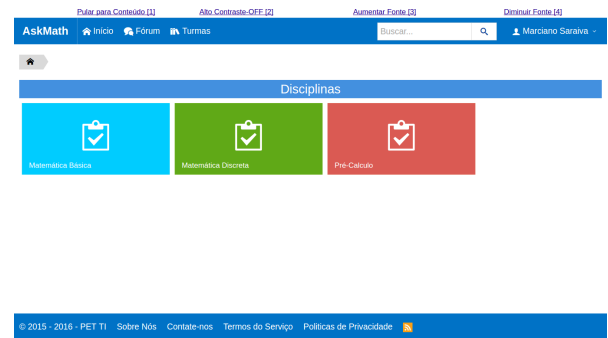 Pular para Conteúdo [1] Alto Contraste-OFF [2] Aumentar Fonte [3] Diminuir Fonte [4]
AskMath Início Fórum Turmas Buscar... Marciano Saraiva
Disciplinas
Matemática Básica Matemática Discreta Pré-Calculo
© 2015 - 2016 - PET TI Sobre Nós Contate-nos Termos do Serviço Politicas de Privacidade